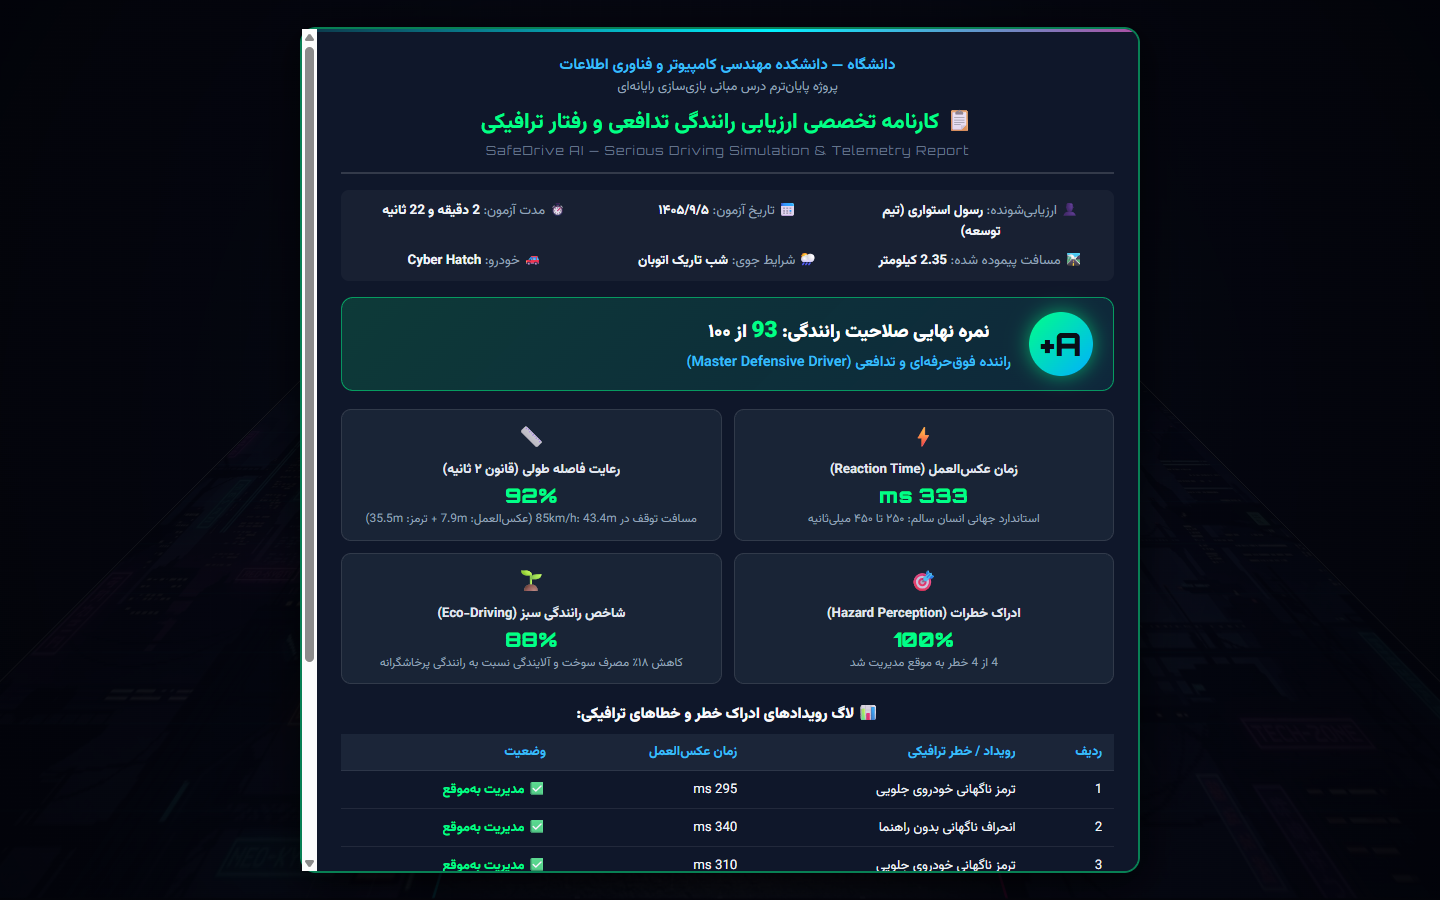 دانشگاه — دانشکده مهندسی کامپیوتر و فناوری اطلاعات
پروژه پایان‌ترم درس مبانی بازی‌سازی رایانه‌ای
📋 کارنامه تخصصی ارزیابی رانندگی تدافعی و رفتار ترافیکی
SafeDrive AI — Serious Driving Simulation & Telemetry Report
👤 ارزیابی‌شونده: رسول استواری (تیم توسعه)
📅 تاریخ آزمون: ۱۴۰۵/۹/۵
⏱ مدت آزمون: 2 دقیقه و 22 ثانیه
🛣 مسافت پیموده شده: 2.35 کیلومتر
🌦 شرایط جوی: شب تاریک اتوبان
🚗 خودرو: Cyber Hatch
A+
نمره نهایی صلاحیت رانندگی: 93 از ۱۰۰
راننده فوق‌حرفه‌ای و تدافعی (Master Defensive Driver)
⚡
زمان عکس‌العمل (Reaction Time)
333 ms
استاندارد جهانی انسان سالم: ۲۵۰ تا ۴۵۰ میلی‌ثانیه
📏
رعایت فاصله طولی (قانون ۲ ثانیه)
92%
مسافت توقف در 85km/h: 43.4m (عکس‌العمل: 7.9m + ترمز: 35.5m)
🎯
ادراک خطرات (Hazard Perception)
100%
4 از 4 خطر به موقع مدیریت شد
🌱
شاخص رانندگی سبز (Eco-Driving)
88%
کاهش ۱۸٪ مصرف سوخت و آلایندگی نسبت به رانندگی پرخاشگرانه
📊 لاگ رویدادهای ادراک خطر و خطاهای ترافیکی:
ردیف رویداد / خطر ترافیکی زمان عکس‌العمل وضعیت
1 ترمز ناگهانی خودروی جلویی 295 ms ✅ مدیریت به‌موقع
2 انحراف ناگهانی بدون راهنما 340 ms ✅ مدیریت به‌موقع
3 ترمز ناگهانی خودروی جلویی 310 ms ✅ مدیریت به‌موقع